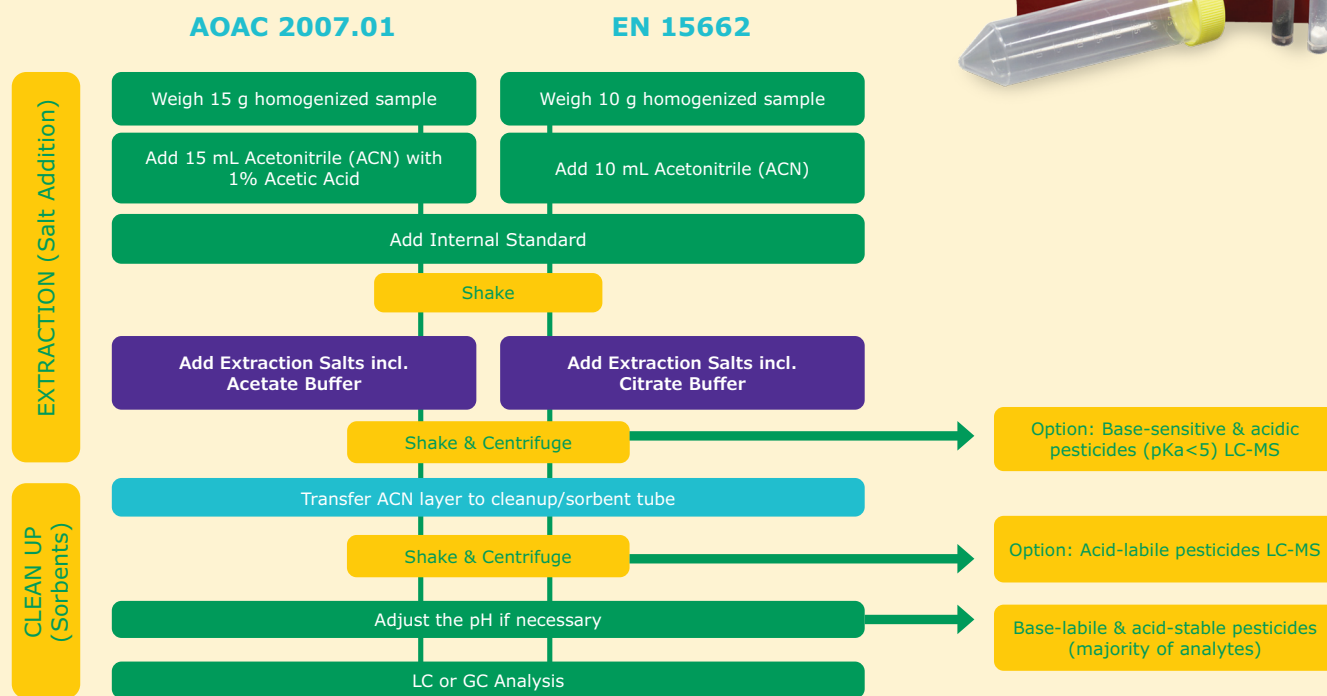 AOAC 2007.01
EN 15662
EXTRACTION (Salt Addition)
Weigh 15 g homogenized sample
Weigh 10 g homogenized sample
Add 15 mL Acetonitrile (ACN) with
1% Acetic Acid
Add 10 mL Acetonitrile (ACN)
Add Internal Standard
Shake
Add Extraction Salts incl.
Acetate Buffer
Add Extraction Salts incl.
Citrate Buffer
Shake & Centrifuge
Option: Base-sensitive & acidic
pesticides (pKa<5) LC-MS
CLEAN UP
(Sorbents)
Transfer ACN layer to cleanup/sorbent tube
Shake & Centrifuge
Option: Acid-labile pesticides LC-MS
Adjust the pH if necessary
Base-labile & acid-stable pesticides
(majority of analytes)
LC or GC Analysis